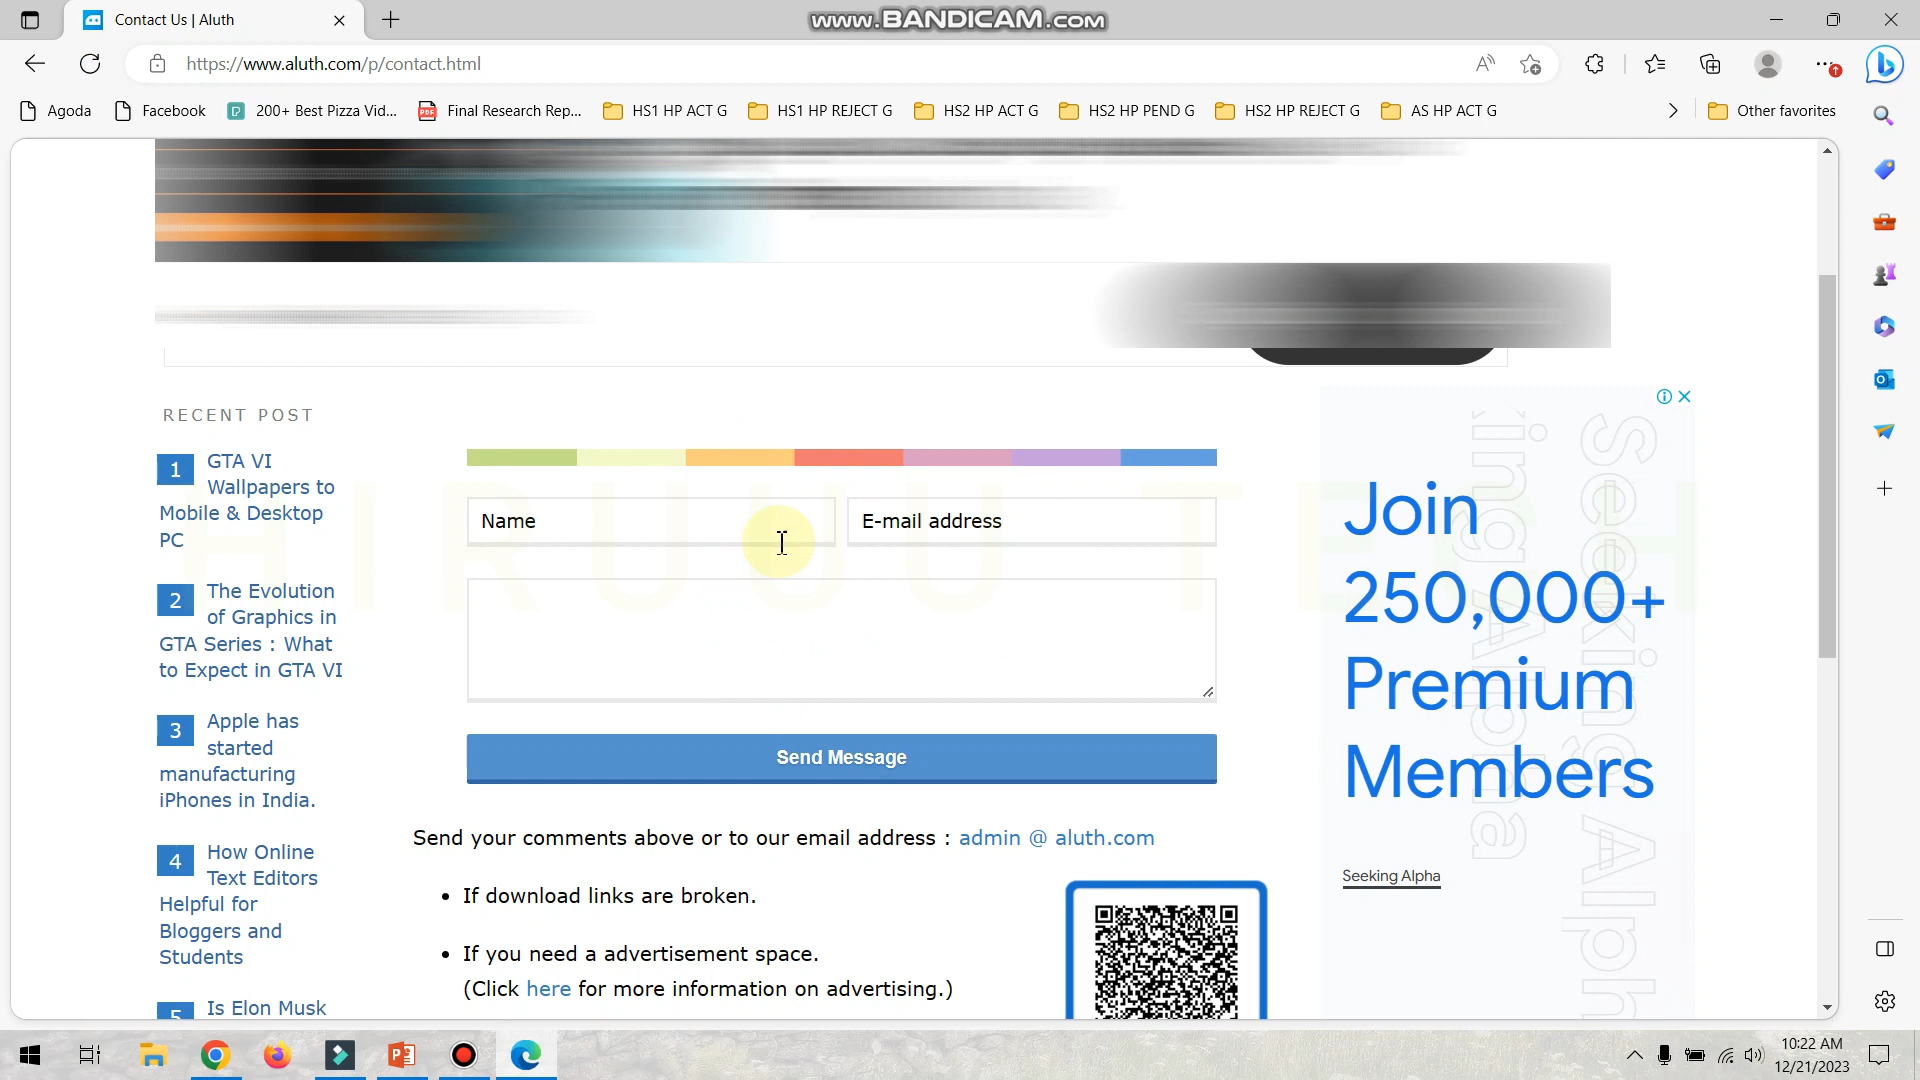 Contact Us | Aluth
www.BANDICAM.com
https://www.aluth.com/p/contact.html
Agoda
Facebook
200+ Best Pizza Vid...
Final Research Rep...
HS1 HP ACT G
HS1 HP REJECT G
HS2 HP ACT G
HS2 HP PEND G
HS2 HP REJECT G
AS HP ACT G
Other favorites
RECENT POST
1 GTA VI
Wallpapers to
Mobile & Desktop
PC
2 The Evolution
of Graphics in
GTA Series : What
to Expect in GTA VI
3 Apple has
started
manufacturing
iPhones in India.
4 How Online
Text Editors
Helpful for
Bloggers and
Students
5 Is Elon Musk
Name
E-mail address
HIRUUU TECH
Send Message
Send your comments above or to our email address : admin @ aluth.com
• If download links are broken.
• If you need a advertisement space.
(Click here for more information on advertising.)
Join
250,000+
Premium
Members
Seeking Alpha
Seeking Alph
king Alpha
10:22 AM
12/21/2023